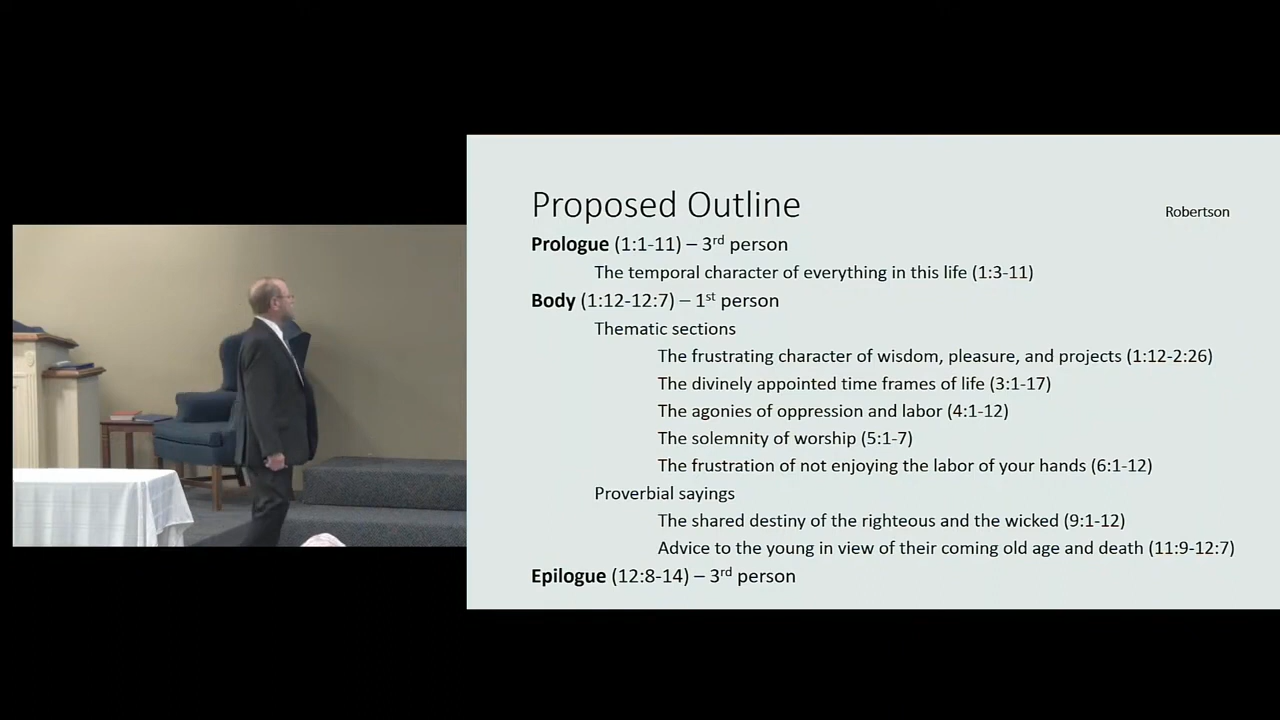 Proposed Outline
Robertson
Prologue (1:1-11) – 3rd person
The temporal character of everything in this life (1:3-11)
Body (1:12-12:7) – 1st person
Thematic sections
The frustrating character of wisdom, pleasure, and projects (1:12-2:26)
The divinely appointed time frames of life (3:1-17)
The agonies of oppression and labor (4:1-12)
The solemnity of worship (5:1-7)
The frustration of not enjoying the labor of your hands (6:1-12)
Proverbial sayings
The shared destiny of the righteous and the wicked (9:1-12)
Advice to the young in view of their coming old age and death (11:9-12:7)
Epilogue (12:8-14) – 3rd person